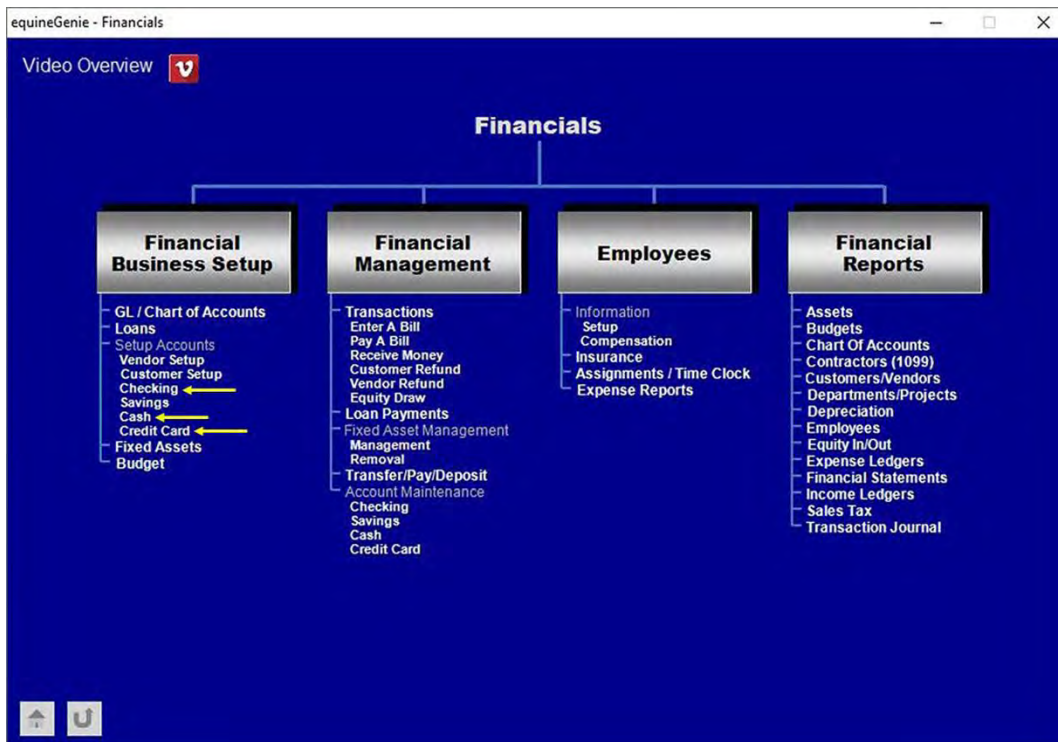 equineGenie - Financials
Video Overview
Financials
Financial
Business Setup
GL / Chart of Accounts
Loans
Setup Accounts
Vendor Setup
Customer Setup
Checking
Savings
Cash
Credit Card
Fixed Assets
Budget
Financial
Management
Transactions
Enter A Bill
Pay A Bill
Receive Money
Customer Refund
Vendor Refund
Equity Draw
Loan Payments
Fixed Asset Management
Management
Removal
Transfer/Pay/Deposit
Account Maintenance
Checking
Savings
Cash
Credit Card
Employees
Information
Setup
Compensation
Insurance
Assignments / Time Clock
Expense Reports
Financial
Reports
Assets
Budgets
Chart Of Accounts
Contractors (1099)
Customers/Vendors
Departments/Projects
Depreciation
Employees
Equity In/Out
Expense Ledgers
Financial Statements
Income Ledgers
Sales Tax
Transaction Journal